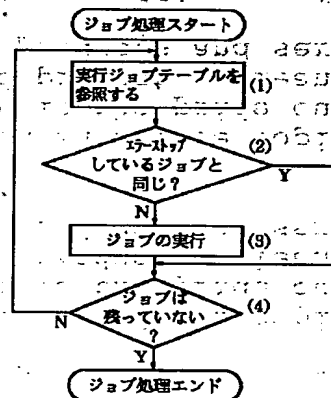 ジョブ処理スタート
実行ジョブテーブルを
参照する
(1)
エラーストップ
しているジョブと
同じ?
(2)
Y
N
ジョブの実行
(3)
ジョブは
残っていない
?
(4)
N
Y
ジョブ処理エンド